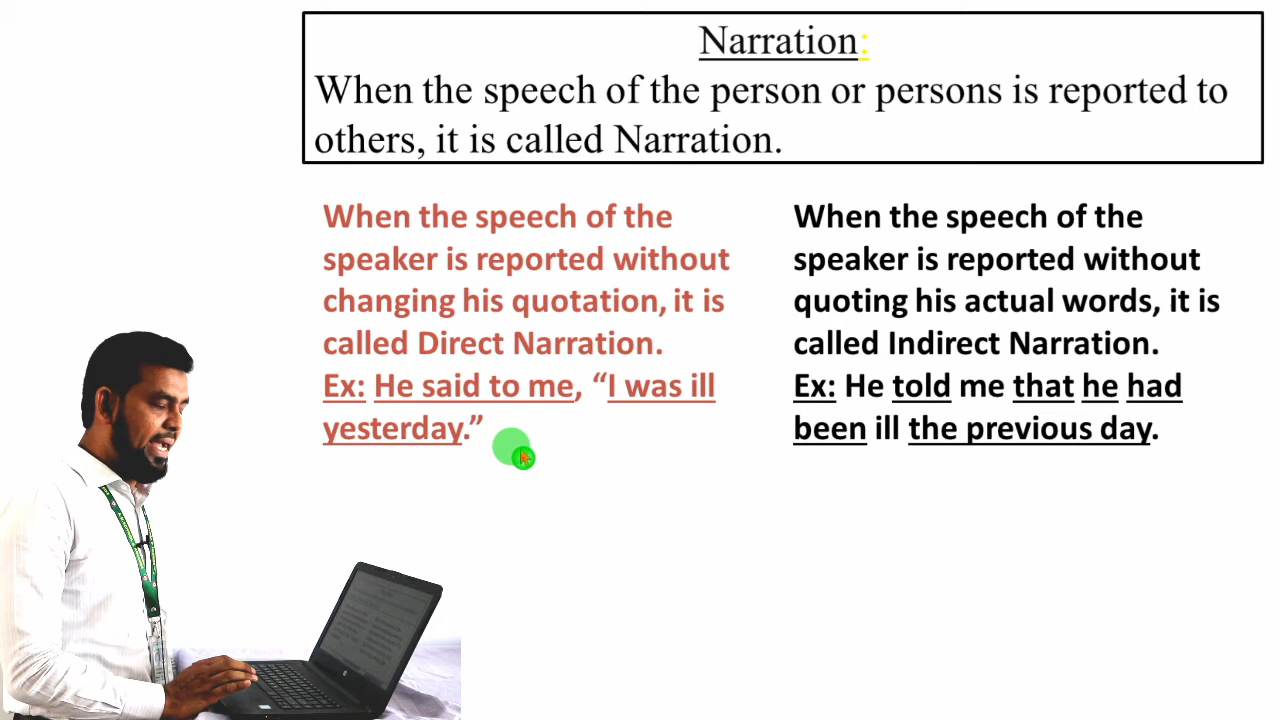 Narration:
When the speech of the person or persons is reported to
others, it is called Narration.
When the speech of the
speaker is reported without
changing his quotation, it is
called Direct Narration.
Ex: He said to me, “I was ill
yesterday.”
When the speech of the
speaker is reported without
quoting his actual words, it is
called Indirect Narration.
Ex: He told me that he had
been ill the previous day.